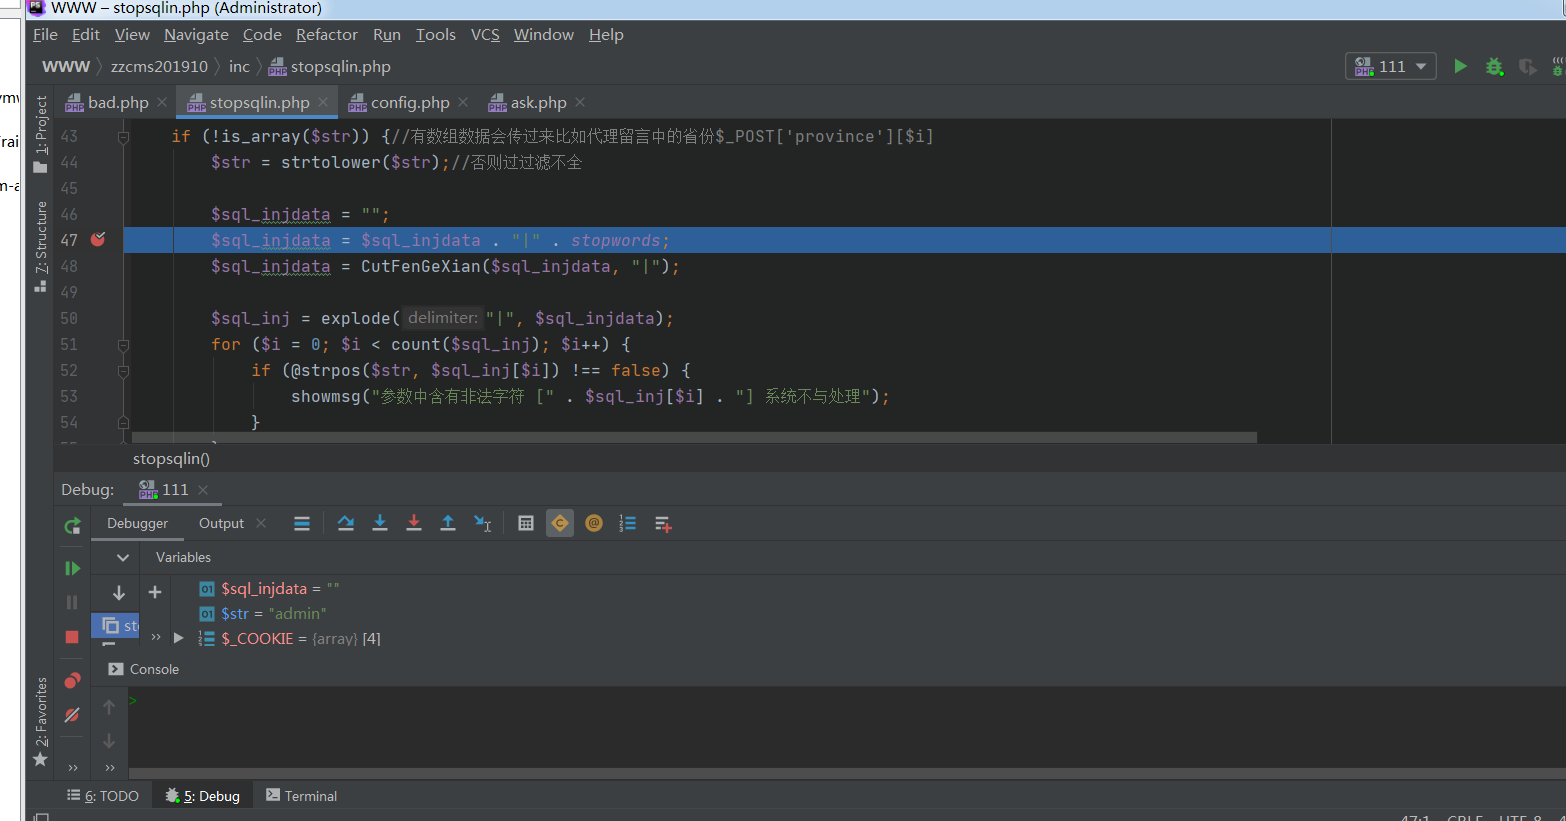 WWW – stopsqlin.php (Administrator)
File Edit View Navigate Code Refactor Run Tools VCS Window Help
WWW zzcms201910 inc stopsqlin.php
111
bad.php stopsqlin.php config.php ask.php
1: Project
7: Structure
2: Favorites
43 if (!is_array($str)) {//有数组数据会传过来比如代理留言中的省份$_POST['province'][$i]
44 $str = strtolower($str);//否则过过滤不全
45
46 $sql_injdata = "";
47 $sql_injdata = $sql_injdata . "|" . stopwords;
48 $sql_injdata = CutFenGeXian($sql_injdata, "|");
49
50 $sql_inj = explode( delimiter: "|", $sql_injdata);
51 for ($i = 0; $i < count($sql_inj); $i++) {
52 if (@strpos($str, $sql_inj[$i]) !== false) {
53 showmsg("参数中含有非法字符 [" . $sql_inj[$i] . "] 系统不与处理");
54 }
stopsqlin()
Debug: 111
Debugger Output
Variables
$sql_injdata = ""
$str = "admin"
$_COOKIE = {array} [4]
Console
>
6: TODO 5: Debug Terminal